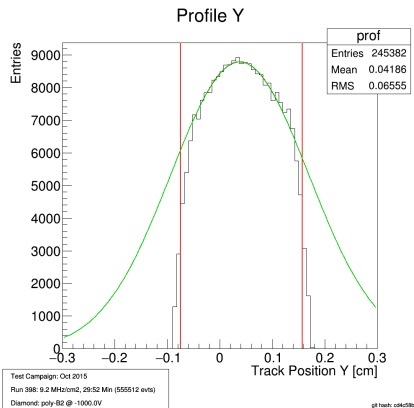 Profile Y
prof
Entries 245382
Mean 0.04186
RMS 0.06555
Entries
9000
8000
7000
6000
5000
4000
3000
2000
1000
0
−0.3 −0.2 −0.1 0 0.1 0.2 0.3
Track Position Y [cm]
Test Campaign: Oct 2015
Run 398: 9.2 MHz/cm2, 29:52 Min (555512 evts)
Diamond: poly-B2 @ -1000.0V
git hash: cd4c58b